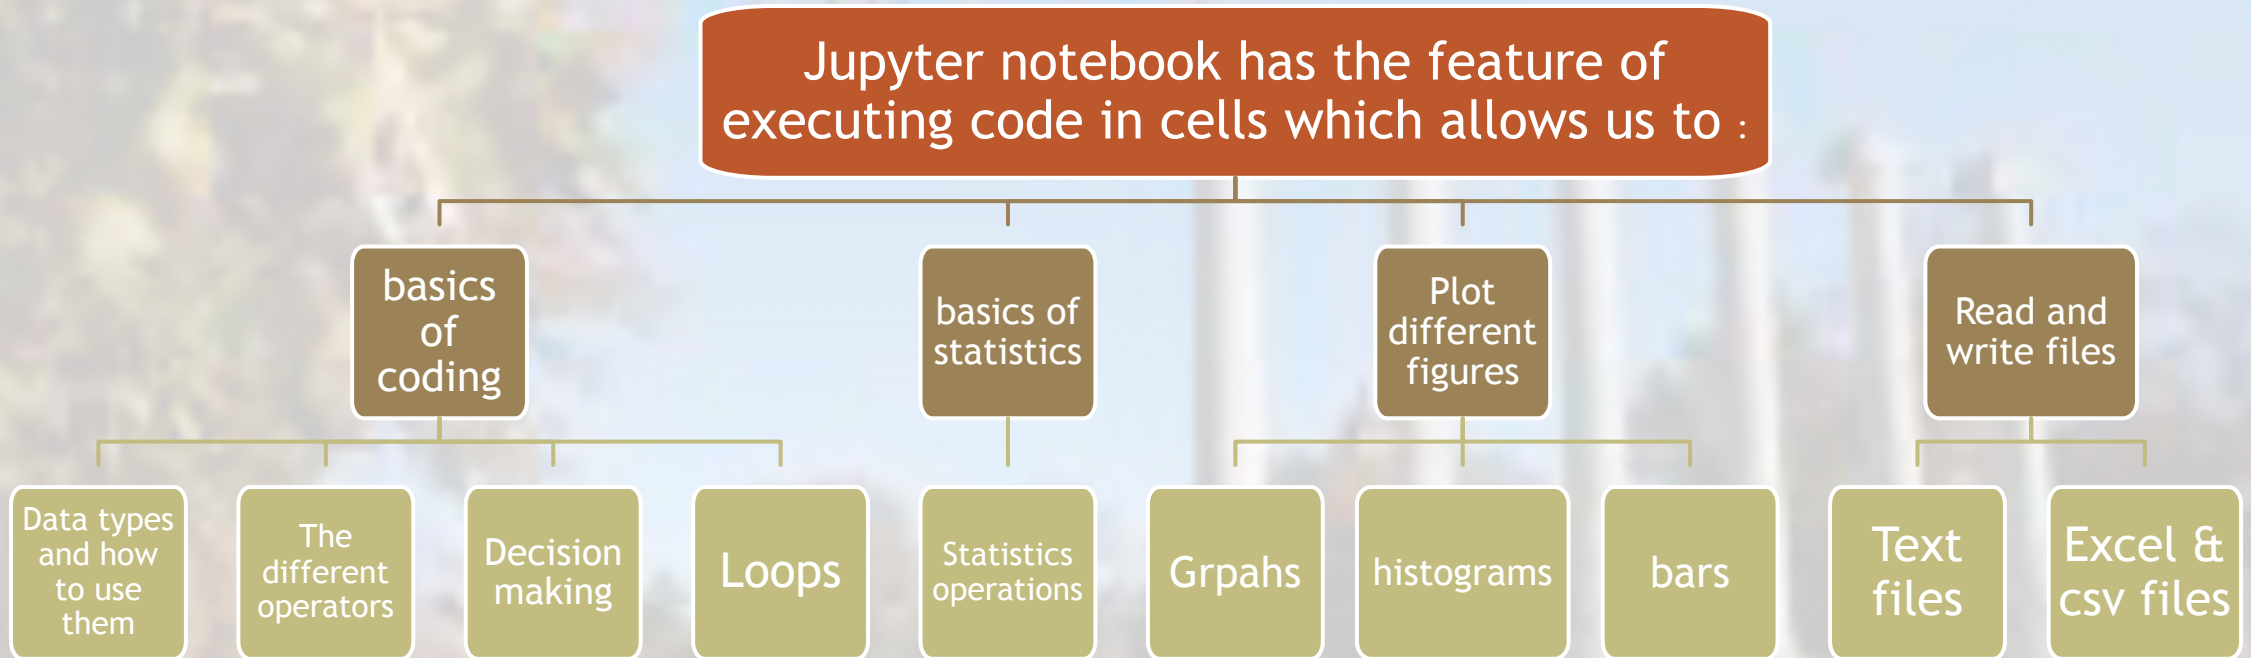 Jupyter notebook has the feature of
executing code in cells which allows us to :
basics
of
coding
basics of
statistics
Plot
different
figures
Read and
write files
Data types
and how
to use
them
The
different
operators
Decision
making
Loops
Statistics
operations
Grpahs
histograms
bars
Text
files
Excel &
csv files